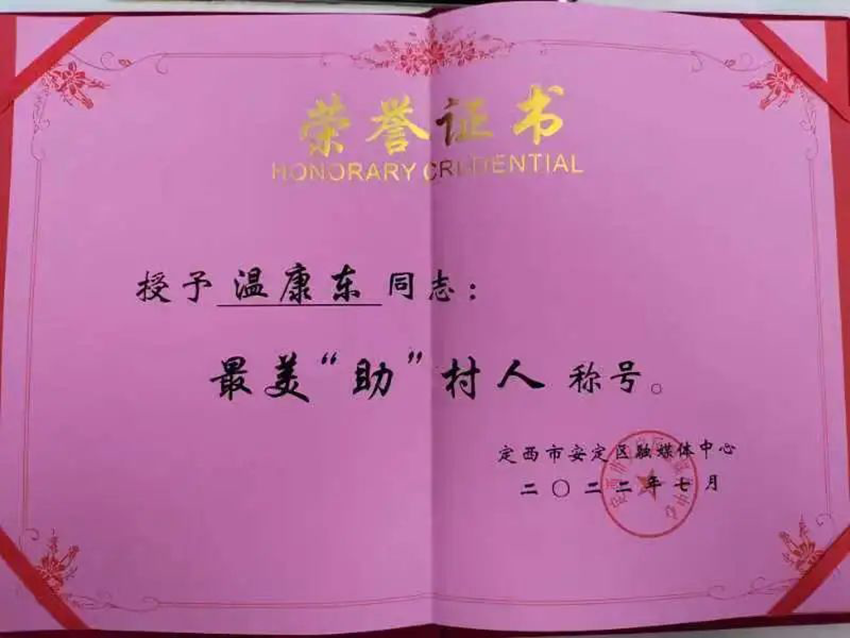 荣誉证书
HONORARY CREDENTIAL
授予温康东同志：
最美“助”村人称号。
定西市安定区融媒体中心
二〇二二年七月